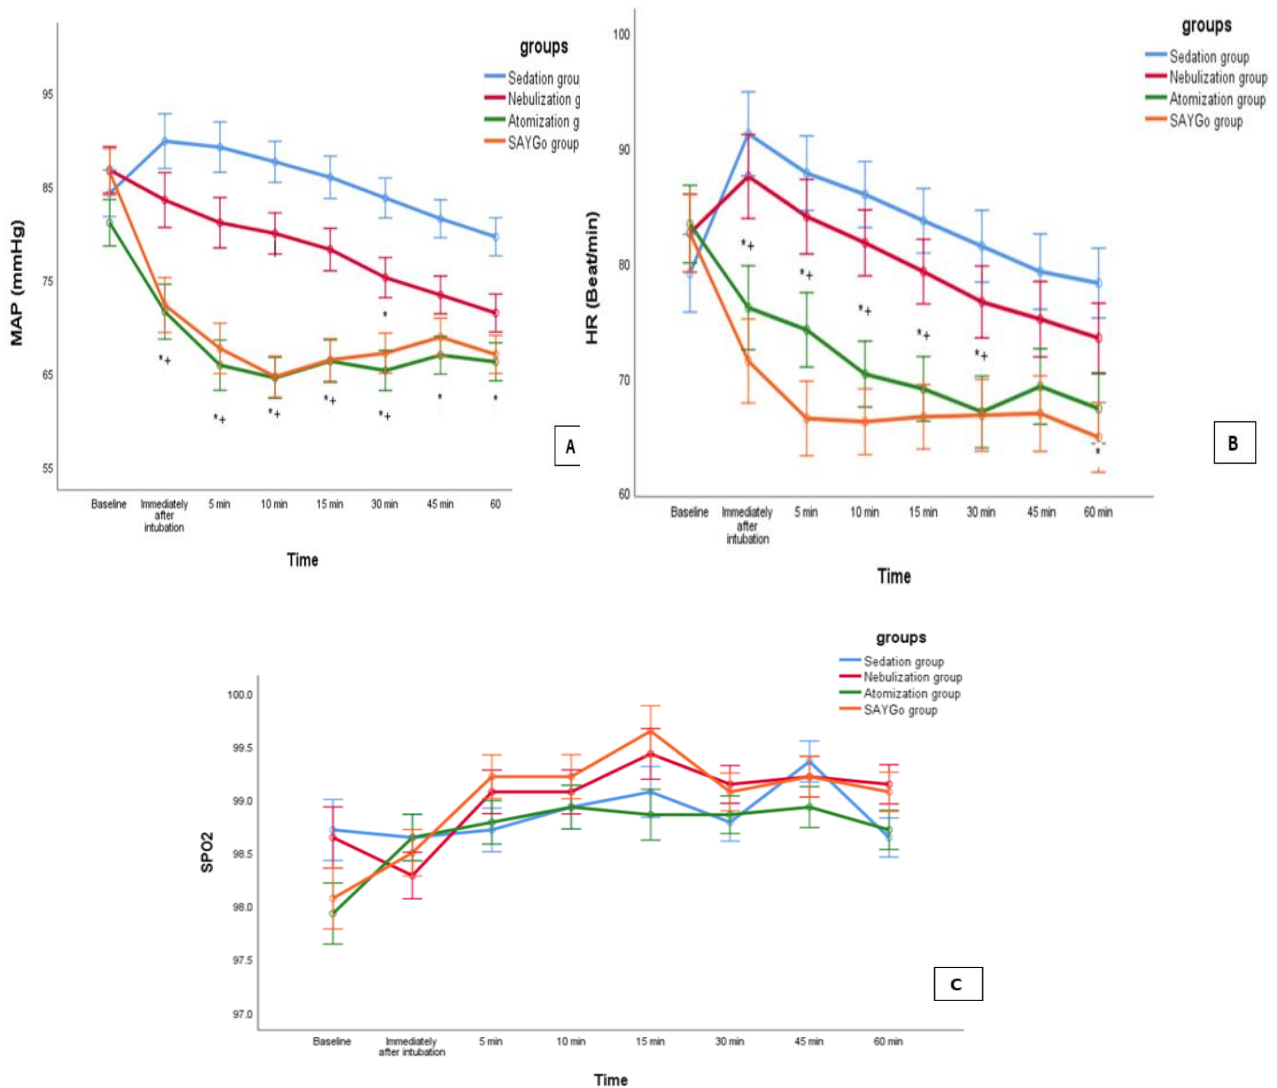 groups
Sedation grou
Nebulization g
Atomization g
SAYGo group
95
85
75
65
55
MAP (mmHg)
*+
*+
*+
*+
*
*+
*
*
A
Baseline
Immediately
after
intubation
5 min
10 min
15 min
30 min
45 min
60
Time
groups
Sedation group
Nebulization group
Atomization group
SAYGo group
100
90
80
70
60
HR (Beat/min)
*+
*+
*+
*+
*+
*
B
Baseline
Immediately
after
intubation
5 min
10 min
15 min
30 min
45 min
60 min
Time
groups
Sedation group
Nebulization group
Atomization group
SAYGo group
100.0
99.5
99.0
98.5
98.0
97.5
97.0
SPO2
C
Baseline
Immediately
after intubation
5 min
10 min
15 min
30 min
45 min
60 min
Time